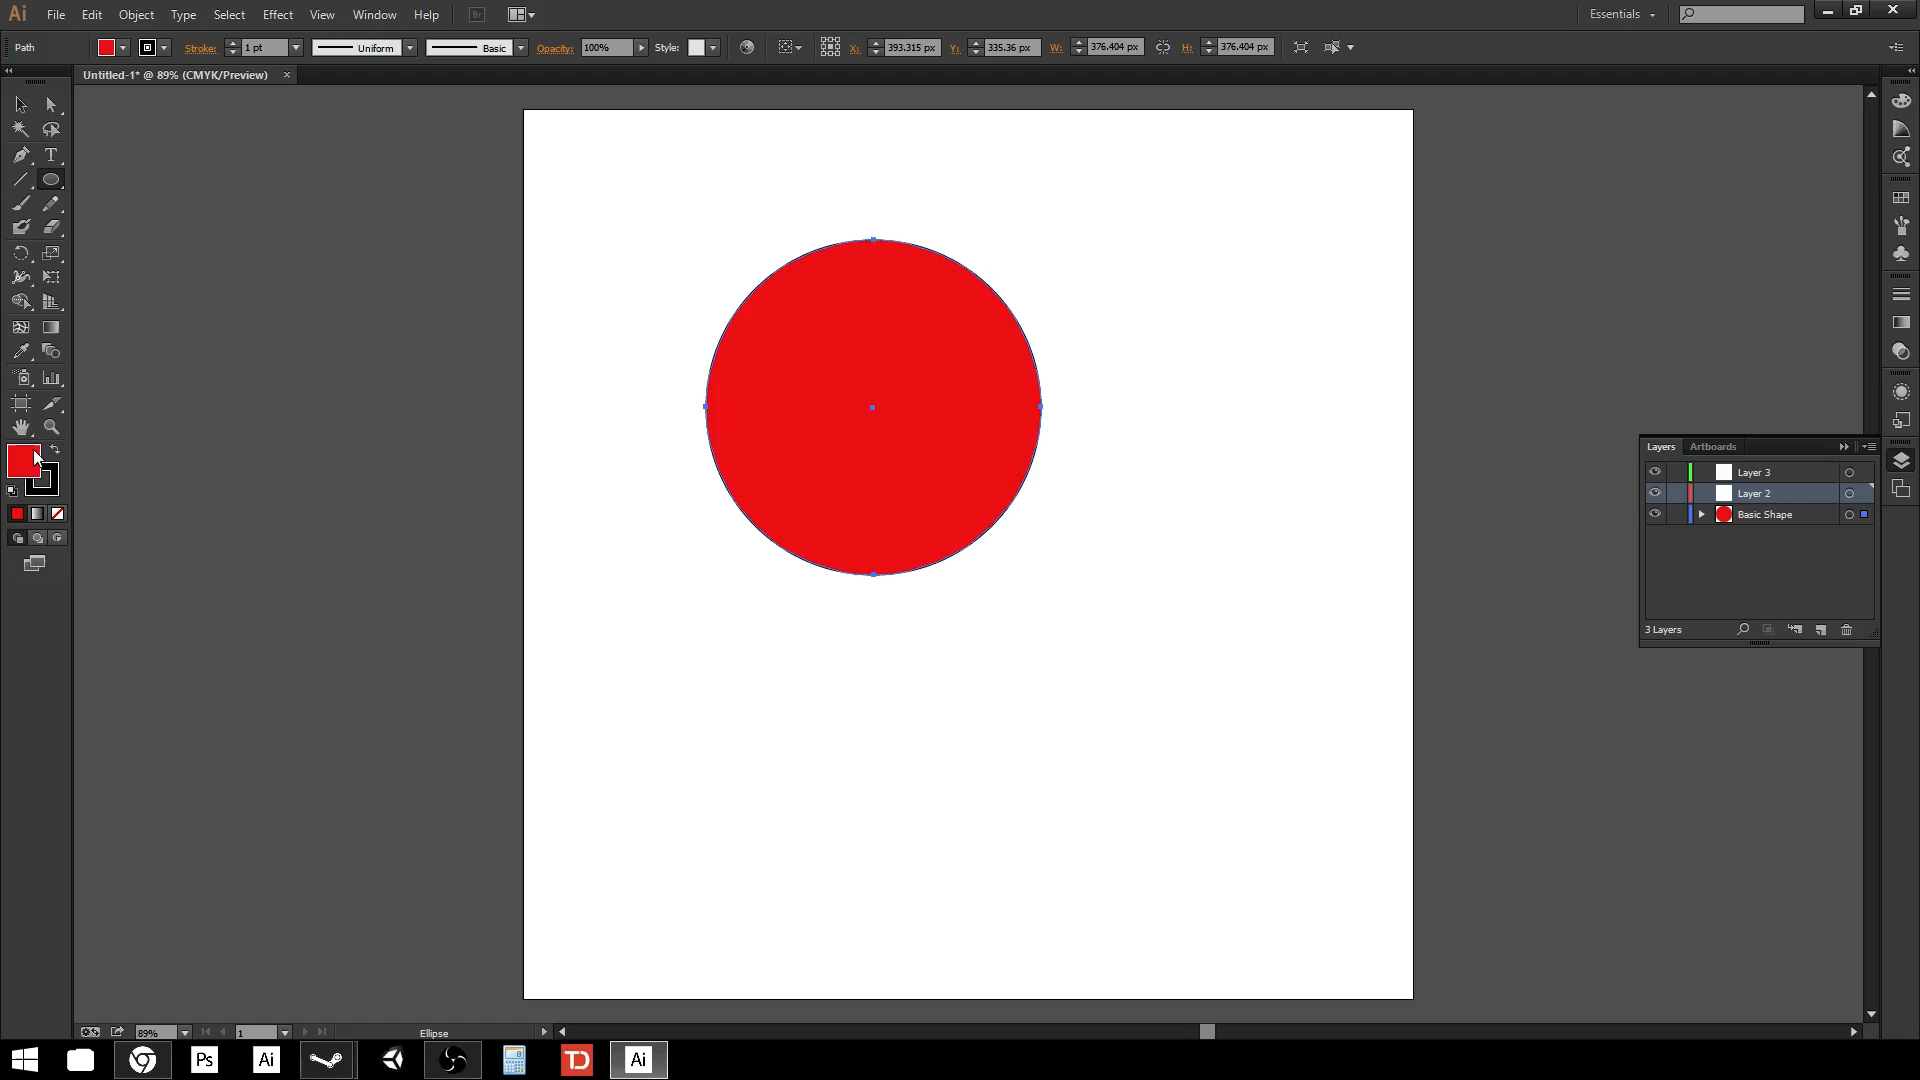 Ai File Edit Object Type Select Effect View Window Help Br Essentials
Path Stroke: 1 pt Uniform Basic Opacity: 100% Style: X: 393.315 px Y: 335.36 px W: 376.404 px H: 376.404 px
Untitled-1* @ 89% (CMYK/Preview) ×
T
Layers Artboards
Layer 3
Layer 2
Basic Shape
3 Layers
89% 1 Ellipse
Ps Ai TD Ai